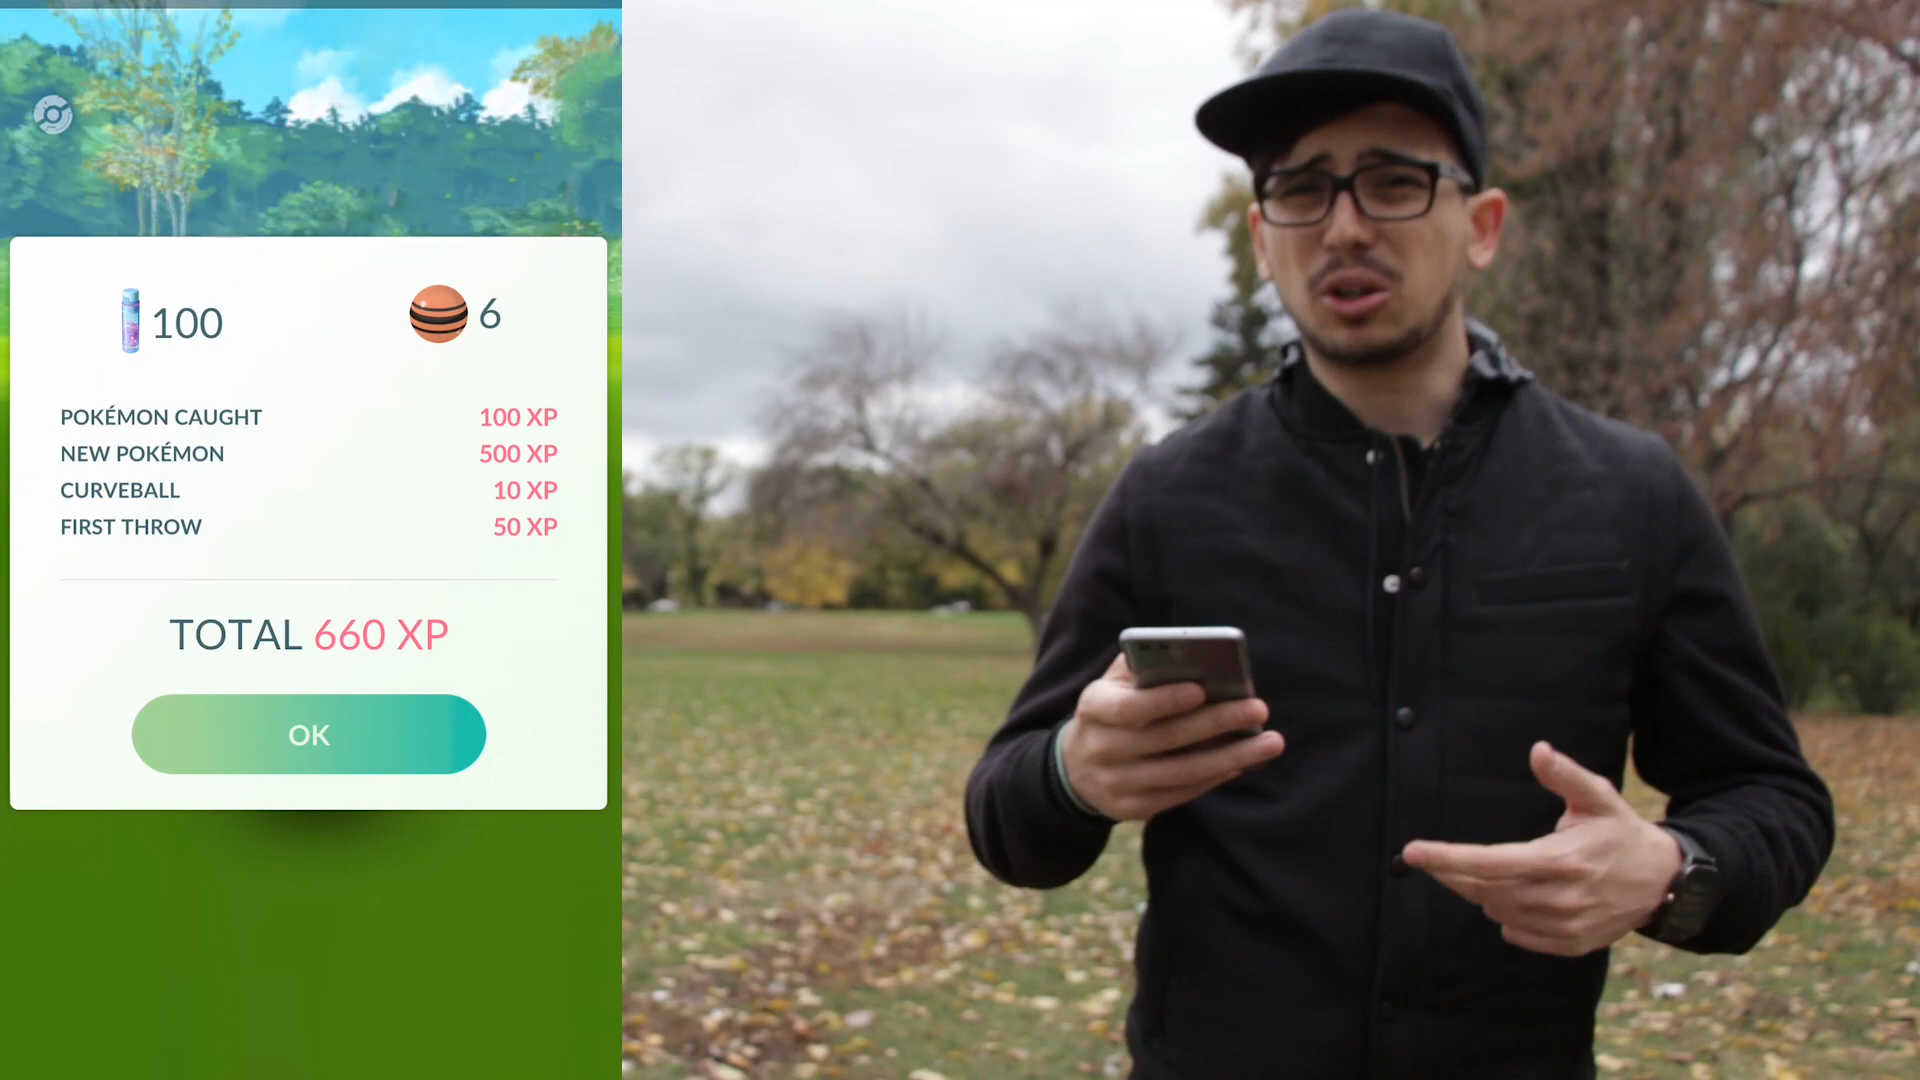 100
6
POKÉMON CAUGHT 100 XP
NEW POKÉMON 500 XP
CURVEBALL 10 XP
FIRST THROW 50 XP
TOTAL 660 XP
OK